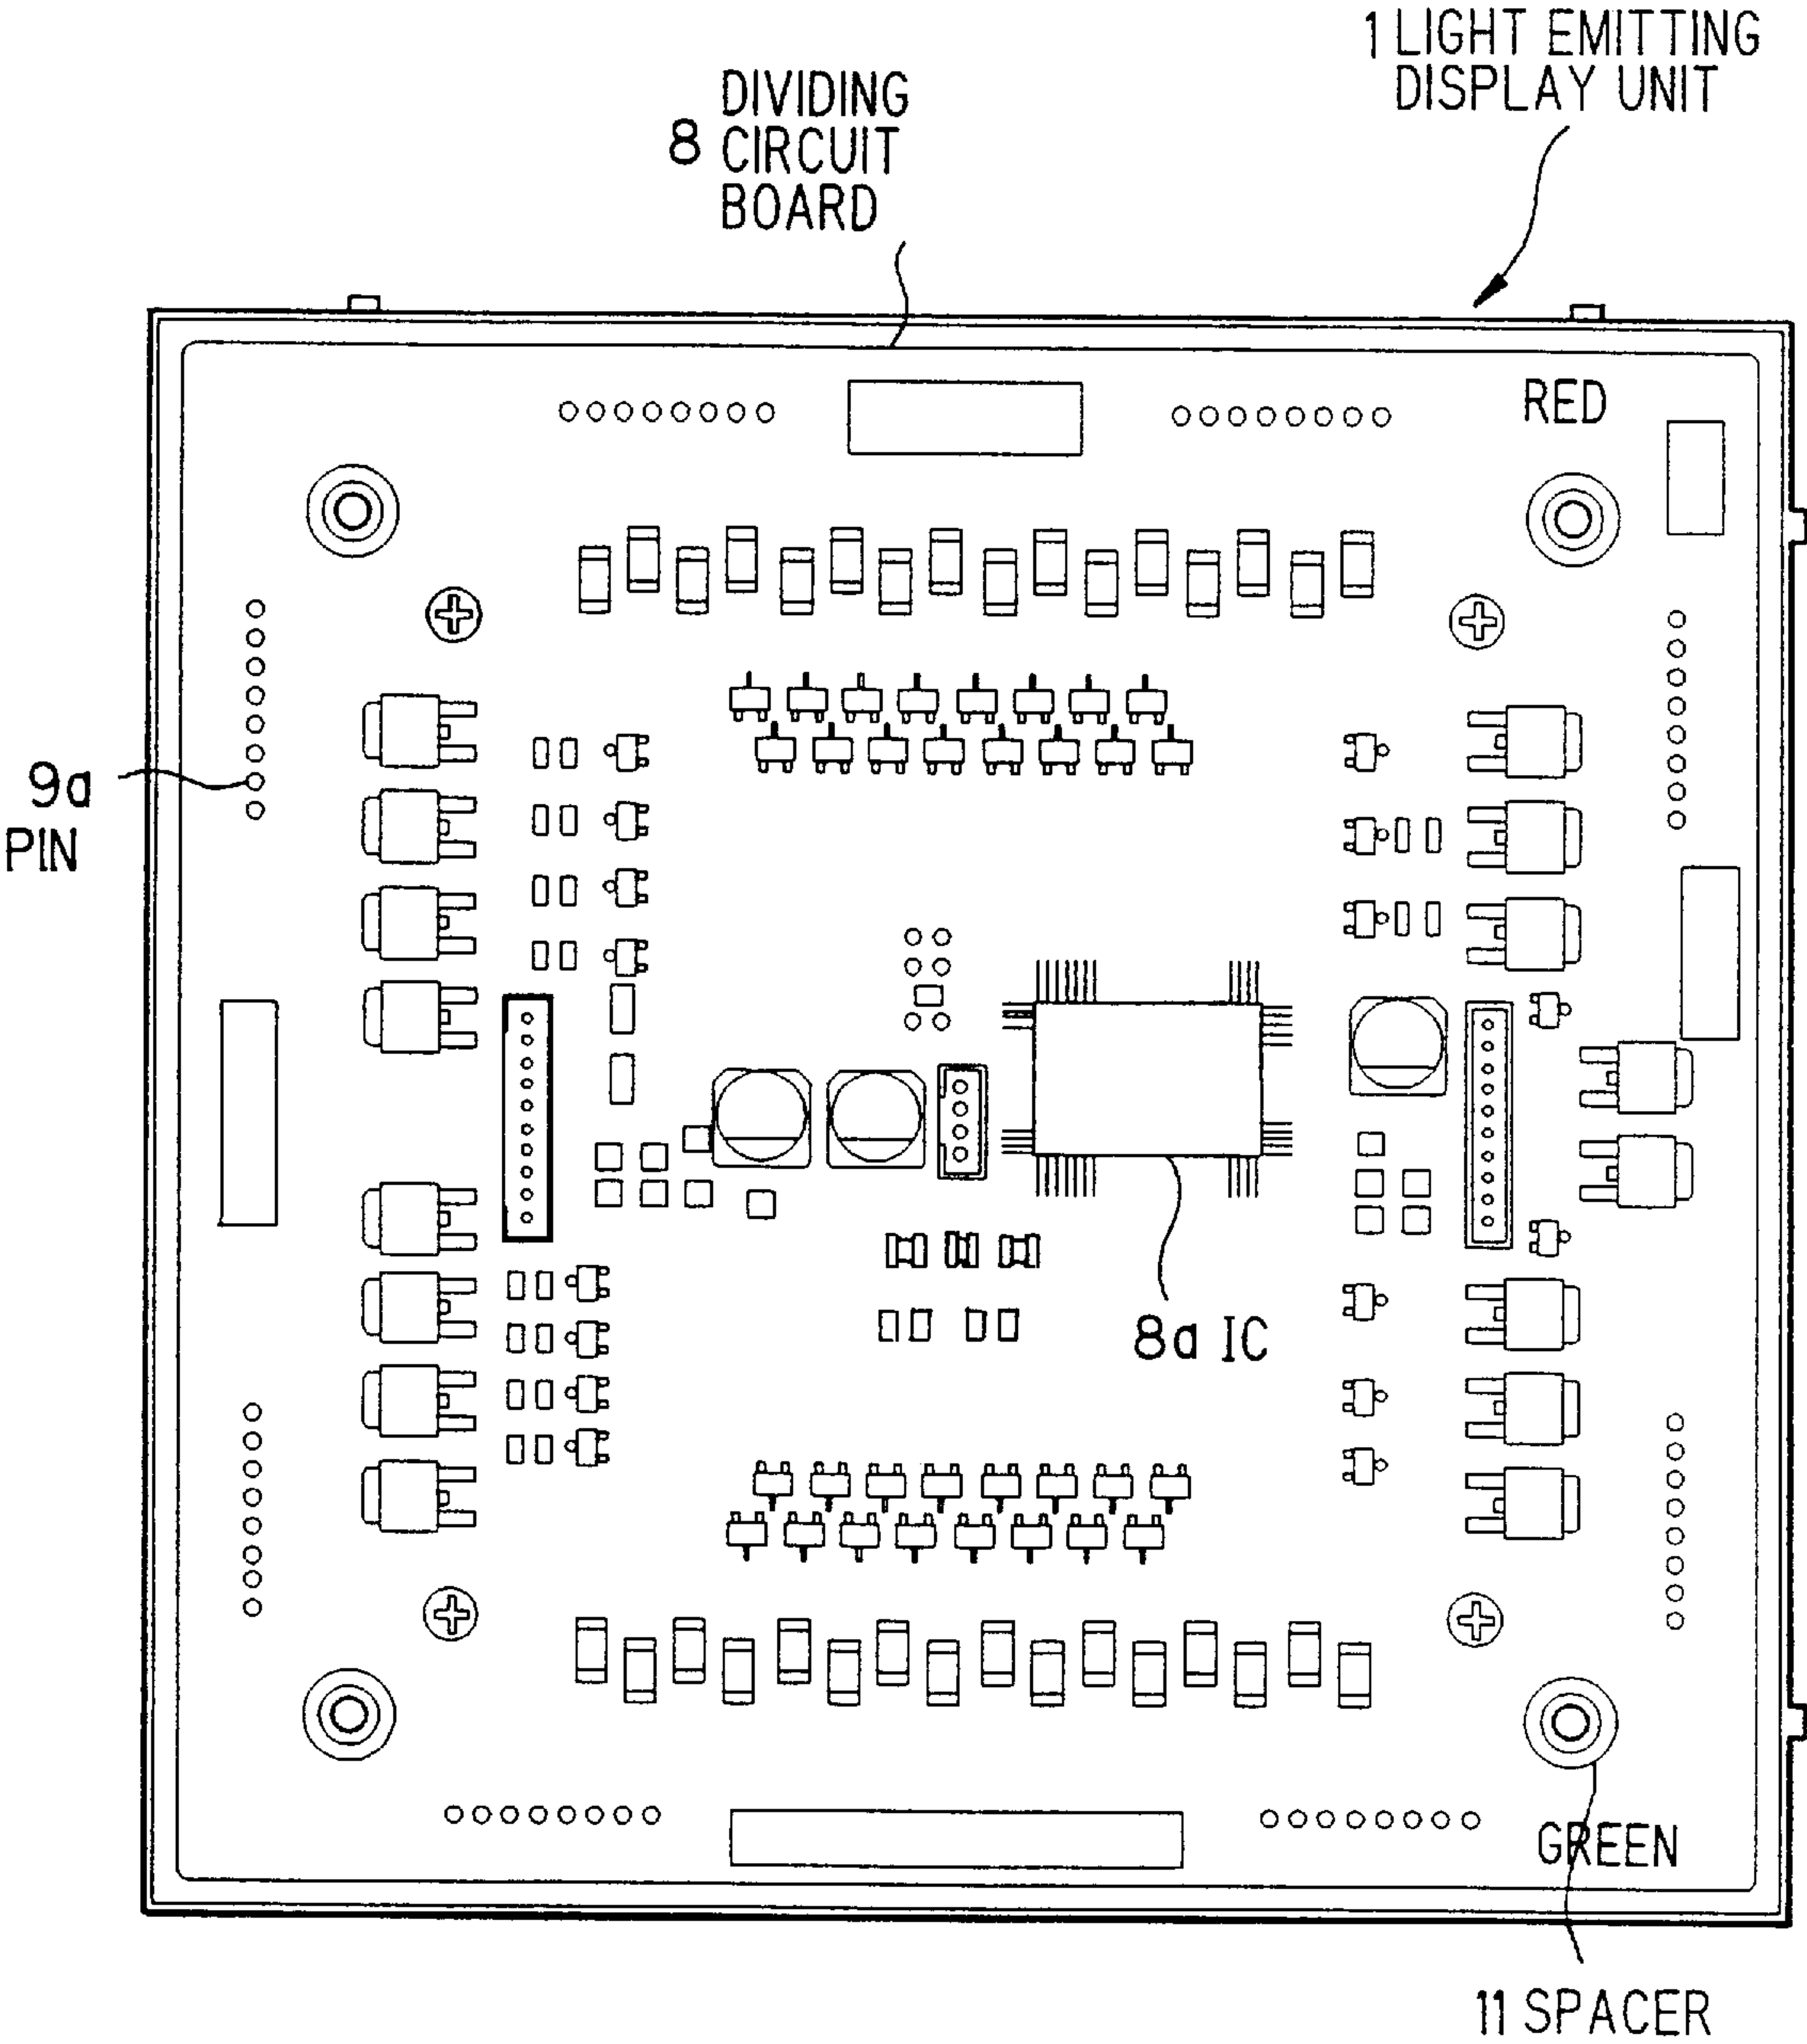 1 LIGHT EMITTING
DISPLAY UNIT
8 DIVIDING
CIRCUIT
BOARD
RED
9a
PIN
8a IC
GREEN
11 SPACER